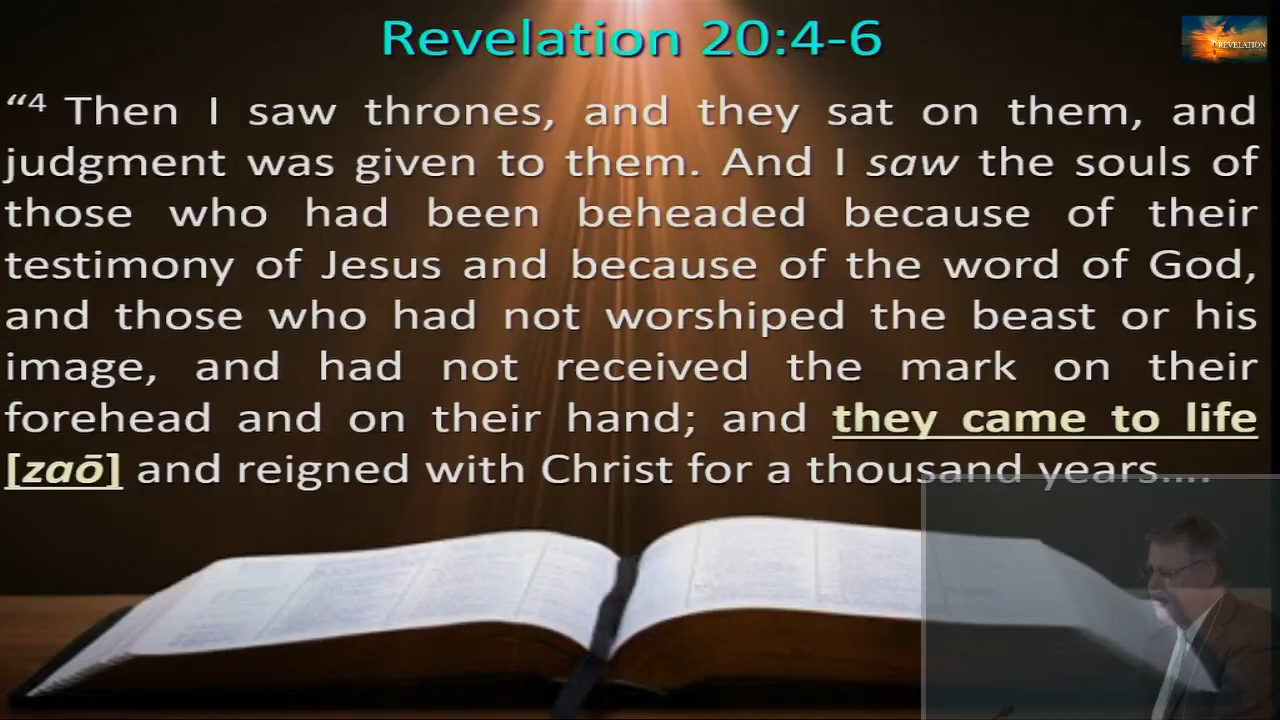 Revelation 20:4-6
REVELATION
“⁴ Then I saw thrones, and they sat on them, and
judgment was given to them. And I saw the souls of
those who had been beheaded because of their
testimony of Jesus and because of the word of God,
and those who had not worshiped the beast or his
image, and had not received the mark on their
forehead and on their hand; and they came to life
[zaō] and reigned with Christ for a thousand years....